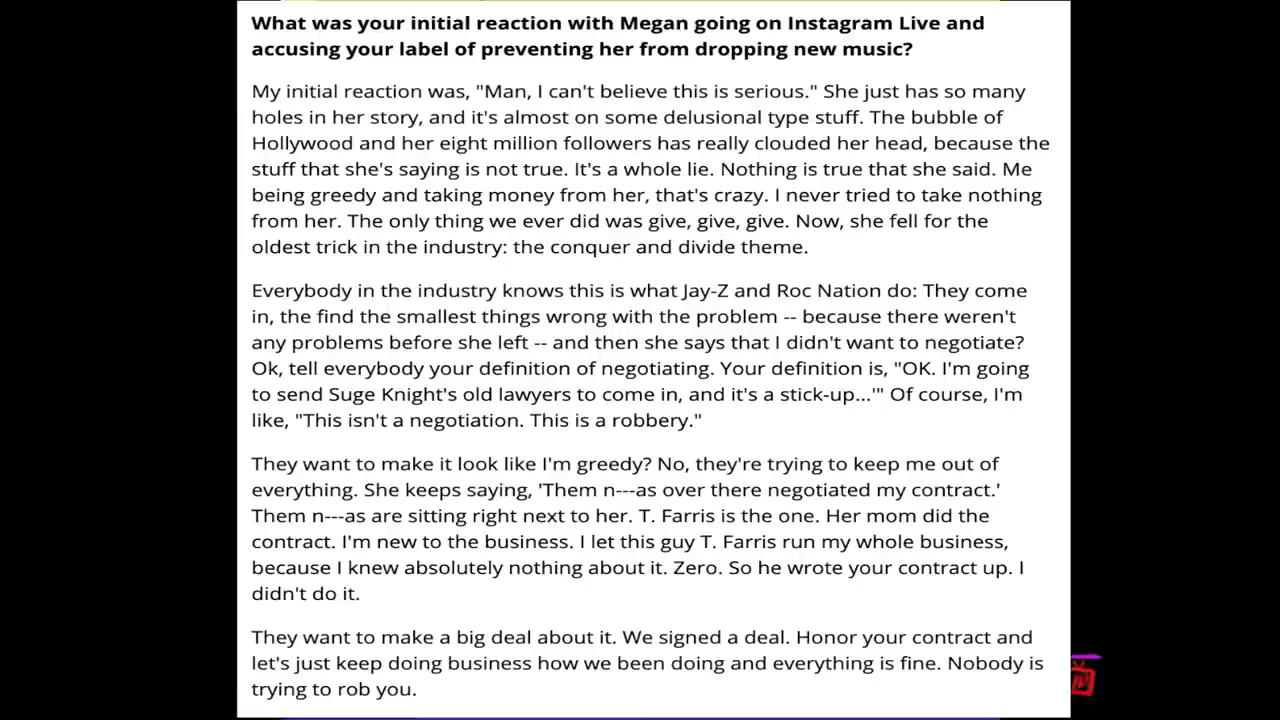 What was your initial reaction with Megan going on Instagram Live and
accusing your label of preventing her from dropping new music?
My initial reaction was, "Man, I can't believe this is serious." She just has so many
holes in her story, and it's almost on some delusional type stuff. The bubble of
Hollywood and her eight million followers has really clouded her head, because the
stuff that she's saying is not true. It's a whole lie. Nothing is true that she said. Me
being greedy and taking money from her, that's crazy. I never tried to take nothing
from her. The only thing we ever did was give, give, give. Now, she fell for the
oldest trick in the industry: the conquer and divide theme.
Everybody in the industry knows this is what Jay-Z and Roc Nation do: They come
in, the find the smallest things wrong with the problem -- because there weren't
any problems before she left -- and then she says that I didn't want to negotiate?
Ok, tell everybody your definition of negotiating. Your definition is, "OK. I'm going
to send Suge Knight's old lawyers to come in, and it's a stick-up...'" Of course, I'm
like, "This isn't a negotiation. This is a robbery."
They want to make it look like I'm greedy? No, they're trying to keep me out of
everything. She keeps saying, 'Them n---as over there negotiated my contract.'
Them n---as are sitting right next to her. T. Farris is the one. Her mom did the
contract. I'm new to the business. I let this guy T. Farris run my whole business,
because I knew absolutely nothing about it. Zero. So he wrote your contract up. I
didn't do it.
They want to make a big deal about it. We signed a deal. Honor your contract and
let's just keep doing business how we been doing and everything is fine. Nobody is
trying to rob you.